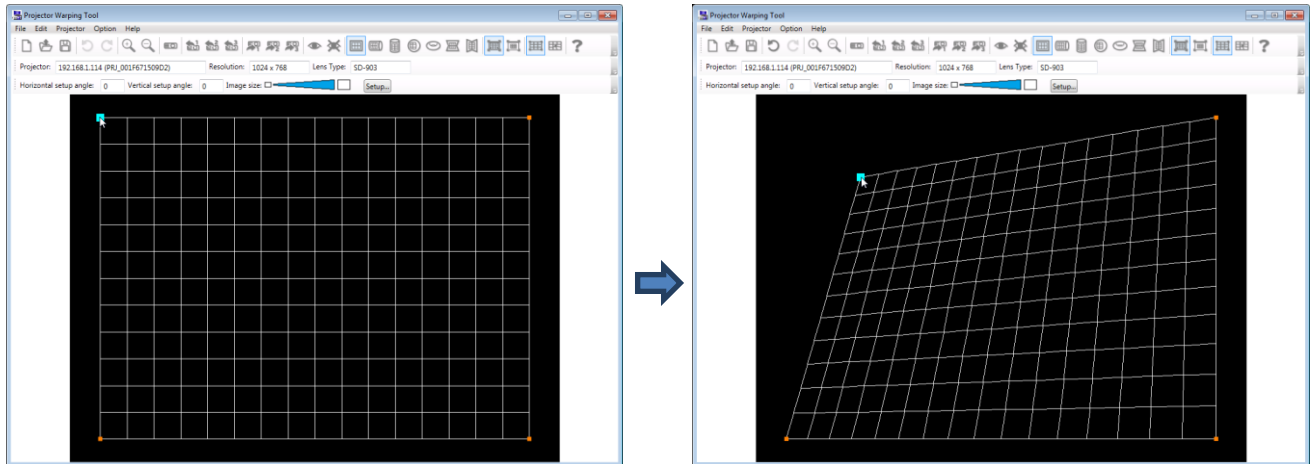 Projector Warping Tool
File Edit Projector Option Help
?
Projector: 192.168.1.114 (PRJ_001F671509D2) Resolution: 1024 x 768 Lens Type: SD-903
Horizontal setup angle: 0 Vertical setup angle: 0 Image size: Setup...
Projector Warping Tool
File Edit Projector Option Help
?
Projector: 192.168.1.114 (PRJ_001F671509D2) Resolution: 1024 x 768 Lens Type: SD-903
Horizontal setup angle: 0 Vertical setup angle: 0 Image size: Setup...